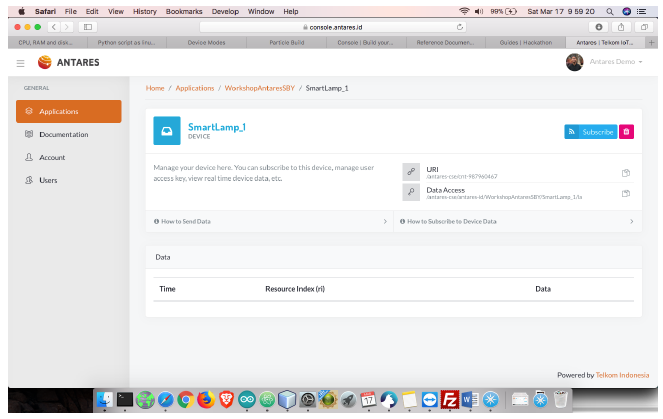 Safari File Edit View History Bookmarks Develop Window Help 99% Sat Mar 17 9 59 20
console.antares.id
CPU, RAM and disk... Python script as linu... Device Modes Particle Build Console | Build your... Reference Documen... Guides | Hackathon Antares | Telkom IoT...
ANTARES
Antares Demo
GENERAL
Home / Applications / WorkshopAntaresSBY / SmartLamp_1
Applications
Documentation
Account
Users
SmartLamp_1
DEVICE
Subscribe
Manage your device here. You can subscribe to this device, manage user
access key, view real time device data, etc.
URI
/antares-cse/cnt-987960467
Data Access
/antares-cse/antares-id/WorkshopAntaresSBY/SmartLamp_1/la
How to Send Data
How to Subscribe to Device Data
Data
Time Resource Index (ri) Data
Powered by Telkom Indonesia